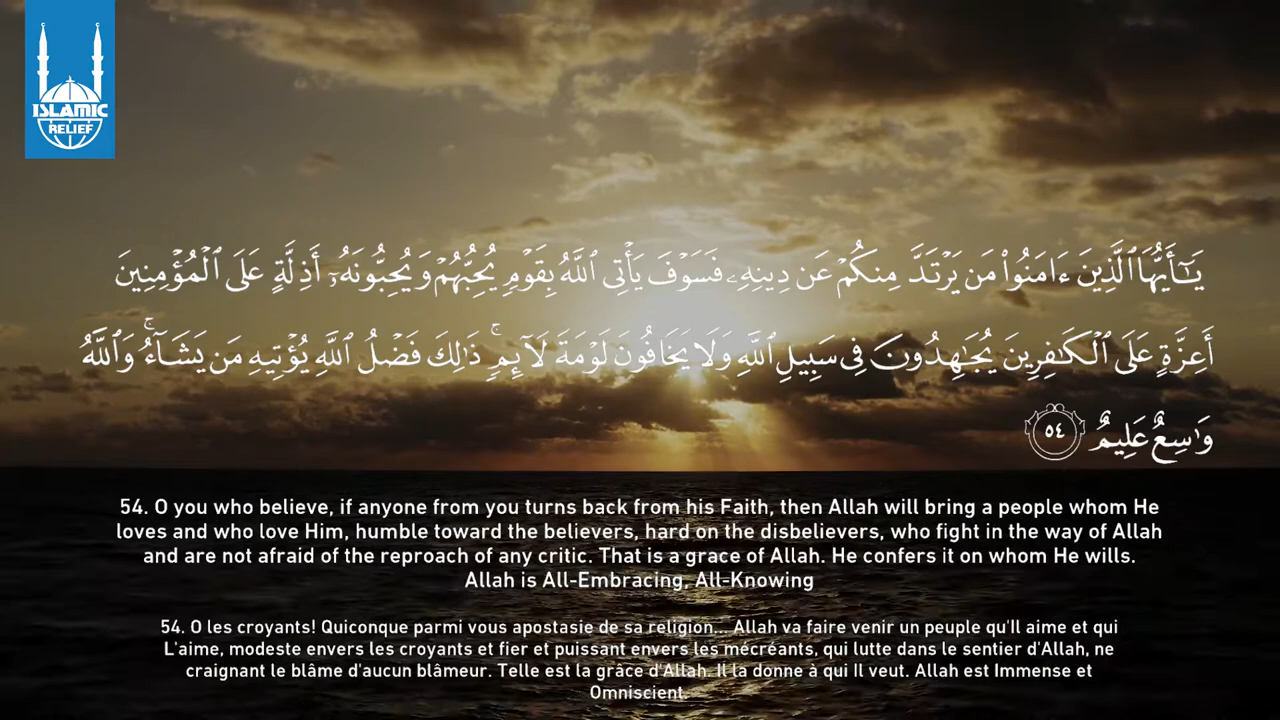 ISLAMIC
RELIEF
يَٰٓأَيُّهَا ٱلَّذِينَ ءَامَنُوا۟ مَن يَرْتَدَّ مِنكُمْ عَن دِينِهِۦ فَسَوْفَ يَأْتِى ٱللَّهُ بِقَوْمٍ يُحِبُّهُمْ وَيُحِبُّونَهُۥٓ أَذِلَّةٍ عَلَى ٱلْمُؤْمِنِينَ
أَعِزَّةٍ عَلَى ٱلْكَٰفِرِينَ يُجَٰهِدُونَ فِى سَبِيلِ ٱللَّهِ وَلَا يَخَافُونَ لَوْمَةَ لَآئِمٍ ۚ ذَٰلِكَ فَضْلُ ٱللَّهِ يُؤْتِيهِ مَن يَشَآءُ ۚ وَٱللَّهُ
وَٰسِعٌ عَلِيمٌ ٥٤
54. O you who believe, if anyone from you turns back from his Faith, then Allah will bring a people whom He
loves and who love Him, humble toward the believers, hard on the disbelievers, who fight in the way of Allah
and are not afraid of the reproach of any critic. That is a grace of Allah. He confers it on whom He wills.
Allah is All-Embracing, All-Knowing
54. O les croyants! Quiconque parmi vous apostasie de sa religion... Allah va faire venir un peuple qu'Il aime et qui
L'aime, modeste envers les croyants et fier et puissant envers les mécréants, qui lutte dans le sentier d'Allah, ne
craignant le blâme d'aucun blâmeur. Telle est la grâce d'Allah. Il la donne à qui Il veut. Allah est Immense et
Omniscient.